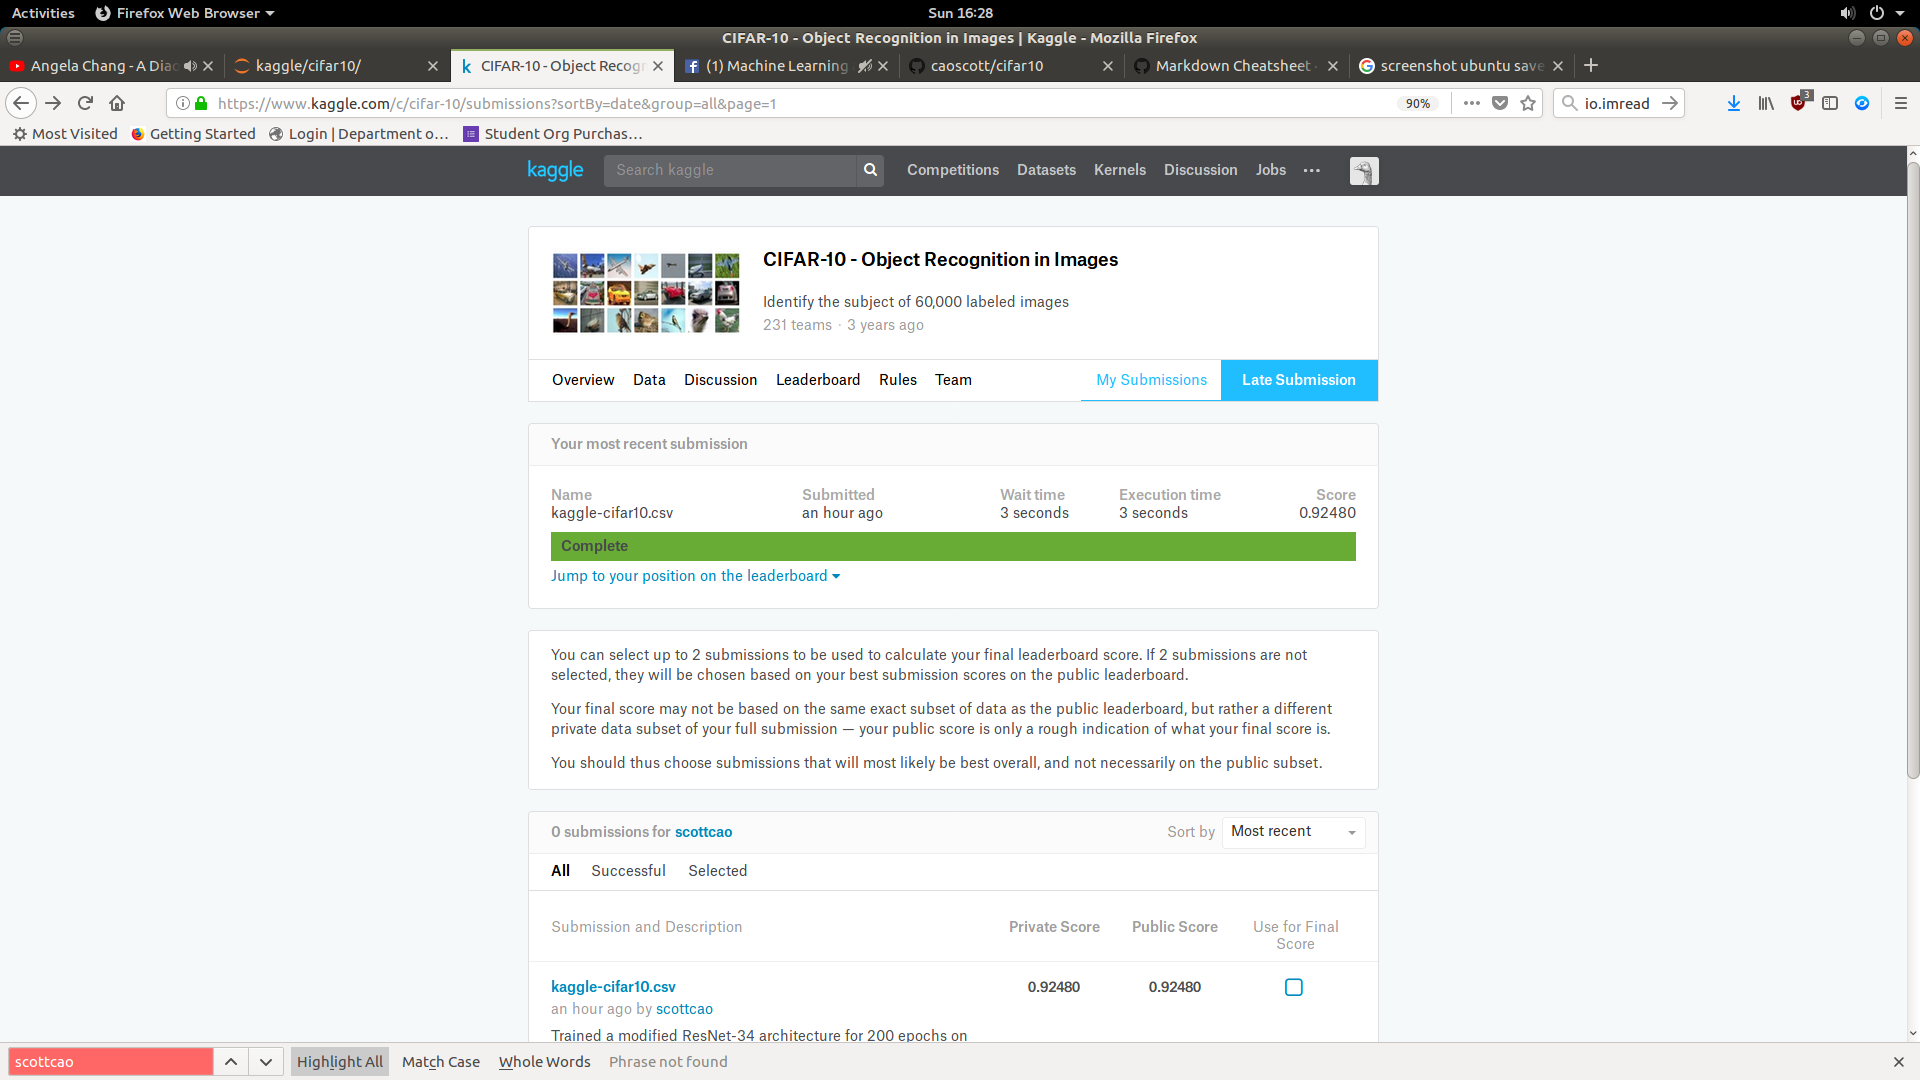 Activities Firefox Web Browser Sun 16:28
CIFAR-10 - Object Recognition in Images | Kaggle - Mozilla Firefox
Angela Chang - A Diac kaggle/cifar10/ CIFAR-10 - Object Recogn (1) Machine Learning caoscott/cifar10 Markdown Cheatsheet screenshot ubuntu save
https://www.kaggle.com/c/cifar-10/submissions?sortBy=date&group=all&page=1 90% io.imread 3
Most Visited Getting Started Login | Department o... Student Org Purchas...
kaggle Search kaggle Competitions Datasets Kernels Discussion Jobs
CIFAR-10 - Object Recognition in Images
Identify the subject of 60,000 labeled images
231 teams · 3 years ago
Overview Data Discussion Leaderboard Rules Team My Submissions Late Submission
Your most recent submission
Name Submitted Wait time Execution time Score
kaggle-cifar10.csv an hour ago 3 seconds 3 seconds 0.92480
Complete
Jump to your position on the leaderboard
You can select up to 2 submissions to be used to calculate your final leaderboard score. If 2 submissions are not
selected, they will be chosen based on your best submission scores on the public leaderboard.
Your final score may not be based on the same exact subset of data as the public leaderboard, but rather a different
private data subset of your full submission — your public score is only a rough indication of what your final score is.
You should thus choose submissions that will most likely be best overall, and not necessarily on the public subset.
0 submissions for scottcao Sort by Most recent
All Successful Selected
Submission and Description Private Score Public Score Use for Final
Score
kaggle-cifar10.csv 0.92480 0.92480
an hour ago by scottcao
Trained a modified ResNet-34 architecture for 200 epochs on
scottcao Highlight All Match Case Whole Words Phrase not found